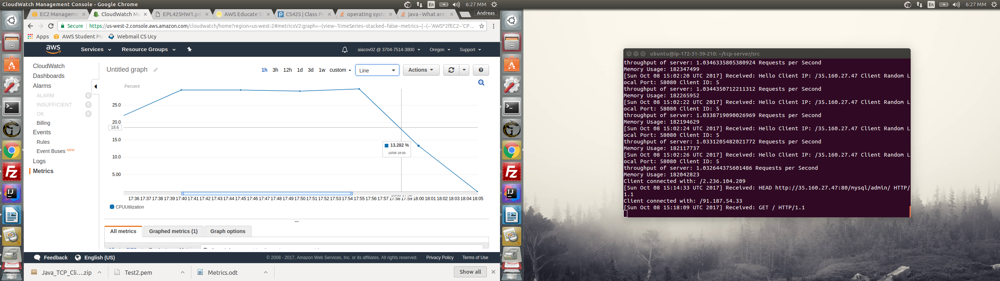 CloudWatch Management Console - Google Chrome
En
6:27 MM
En
6:27 MM
EC2 Manageme
CloudWatch Ma
EPL425HW1.pd
AWS Educate S
CS425 | Class Pr
operating syste
java - What are
Andreas
Secure
https://us-west-2.console.aws.amazon.com/cloudwatch/home?region=us-west-2#metricsV2:graph=~(view~'timeSeries~stacked~false~metrics~(~(~'AWS*2fEC2~'CP...
Apps
AWS Student Po
Webmail CS Ucy
aws
Services
Resource Groups
aiacov02 @ 3704-7514-3800
Oregon
Support
CloudWatch
Dashboards
Alarms
ALARM 0
INSUFFICIENT 0
OK 0
Billing
Events
Rules
Event Buses NEW
Logs
Metrics
Untitled graph
1h 3h 12h 1d 3d 1w custom
Line
Actions
Percent
25.0
20.0
18.6
15.0
10.0
5.00
13.282 %
10/08 18:00
10/08 17:58
17:36 17:37 17:38 17:39 17:40 17:41 17:42 17:43 17:44 17:45 17:46 17:47 17:48 17:49 17:50 17:51 17:52 17:53 17:54 17:55 17:56 17:57 17:58 17:59 18:00 18:01 18:02 18:03 18:04 18:05
CPUUtilization
All metrics
Graphed metrics (1)
Graph options
Feedback
English (US)
© 2008 - 2017, Amazon Web Services, Inc. or its affiliates. All rights reserved.
Privacy Policy
Terms of Use
Java_TCP_Cli....zip
Test2.pem
Metrics.odt
Show all
ubuntu@ip-172-31-39-210: ~/tcp-server/src
throughput of server: 1.0346335805380924 Requests per Second
Memory Usage: 182347499
[Sun Oct 08 15:02:20 UTC 2017] Received: Hello Client IP: /35.160.27.47 Client Random L
ocal Port: 58080 Client ID: 5
throughput of server: 1.0344350712211312 Requests per Second
Memory Usage: 182265952
[Sun Oct 08 15:02:22 UTC 2017] Received: Hello Client IP: /35.160.27.47 Client Random L
ocal Port: 58080 Client ID: 5
throughput of server: 1.0338719090026969 Requests per Second
Memory Usage: 182194629
[Sun Oct 08 15:02:24 UTC 2017] Received: Hello Client IP: /35.160.27.47 Client Random L
ocal Port: 58080 Client ID: 5
throughput of server: 1.0331205482021772 Requests per Second
Memory Usage: 182117737
[Sun Oct 08 15:02:26 UTC 2017] Received: Hello Client IP: /35.160.27.47 Client Random L
ocal Port: 58080 Client ID: 5
throughput of server: 1.032644375601486 Requests per Second
Memory Usage: 182042823
Client connected with: /2.236.104.209
[Sun Oct 08 15:14:33 UTC 2017] Received: HEAD http://35.160.27.47:80/mysql/admin/ HTTP/
1.1
Client connected with: /91.187.54.33
[Sun Oct 08 15:18:09 UTC 2017] Received: GET / HTTP/1.1